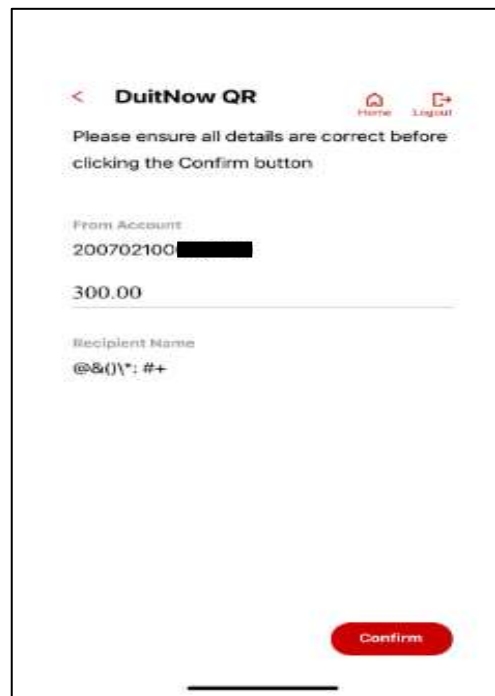 DuitNow QR
Home
Logout
Please ensure all details are correct before
clicking the Confirm button
From Account
200702100
300.00
Recipient Name
@&()\*: #+
Confirm